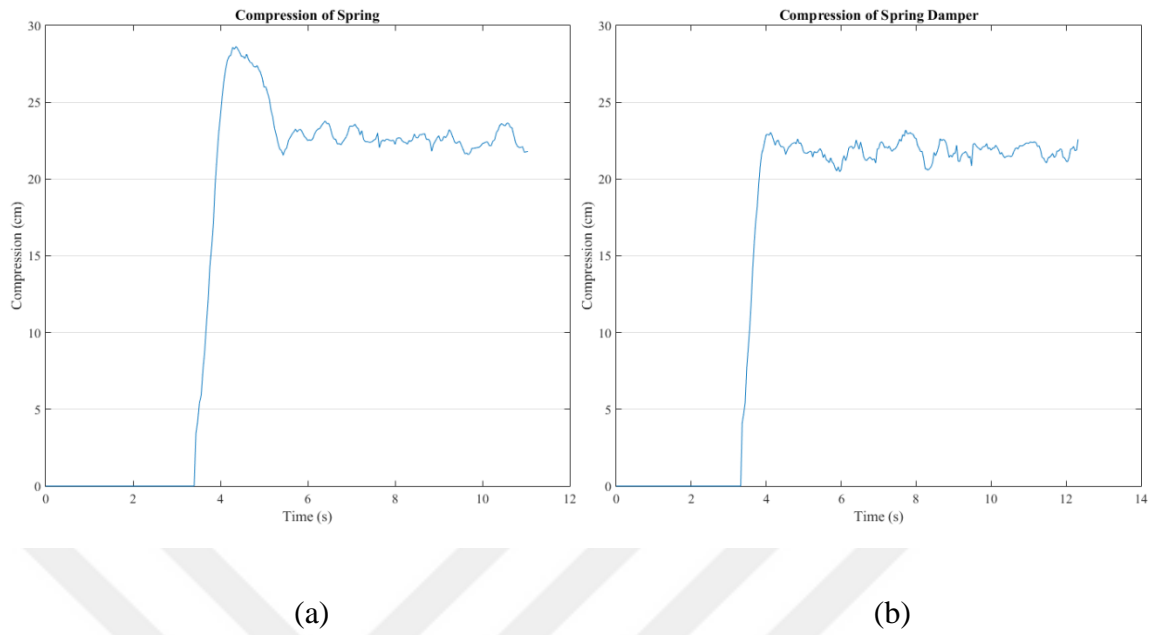 Compression of Spring
30
25
20
15
10
5
0
Compression (cm)
0 2 4 6 8 10 12
Time (s)
Compression of Spring Damper
30
25
20
15
10
5
0
Compression (cm)
0 2 4 6 8 10 12 14
Time (s)
(a) (b)